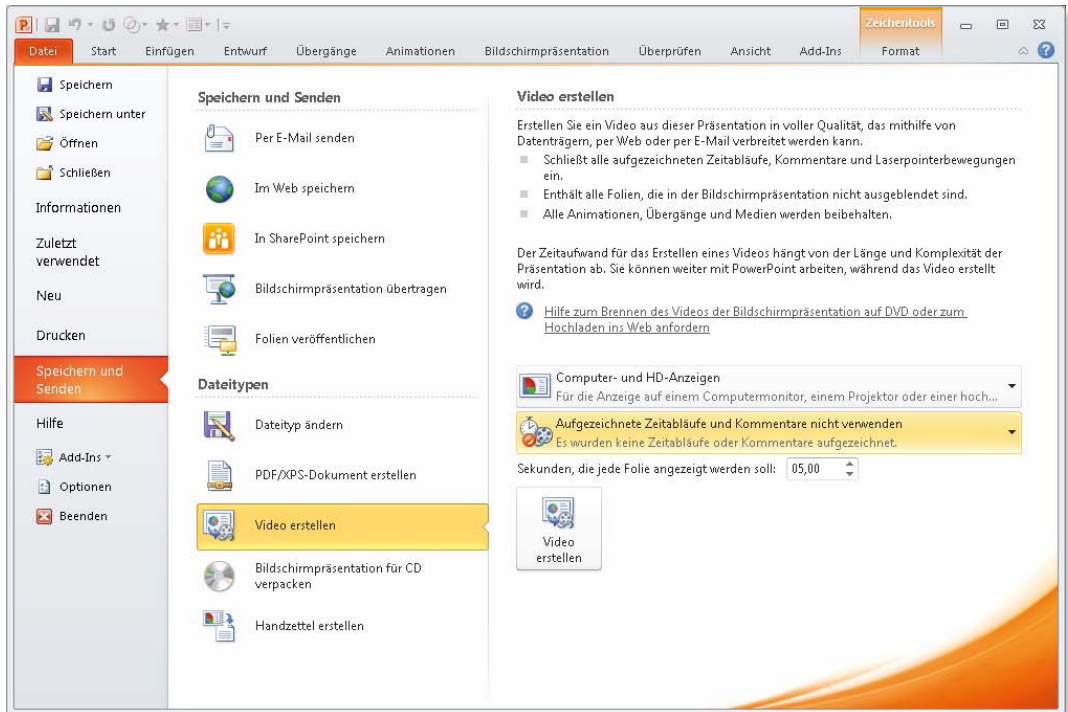 Zeichentools
Datei Start Einfügen Entwurf Übergänge Animationen Bildschirmpräsentation Überprüfen Ansicht Add-Ins Format
Speichern
Speichern unter
Öffnen
Schließen
Informationen
Zuletzt
verwendet
Neu
Drucken
Speichern und
Senden
Hilfe
Add-Ins
Optionen
Beenden
Speichern und Senden
Per E-Mail senden
Im Web speichern
In SharePoint speichern
Bildschirmpräsentation übertragen
Folien veröffentlichen
Dateitypen
Dateityp ändern
PDF/XPS-Dokument erstellen
Video erstellen
Bildschirmpräsentation für CD
verpacken
Handzettel erstellen
Video erstellen
Erstellen Sie ein Video aus dieser Präsentation in voller Qualität, das mithilfe von
Datenträgern, per Web oder per E-Mail verbreitet werden kann.
Schließt alle aufgezeichneten Zeitabläufe, Kommentare und Laserpointerbewegungen
ein.
Enthält alle Folien, die in der Bildschirmpräsentation nicht ausgeblendet sind.
Alle Animationen, Übergänge und Medien werden beibehalten.
Der Zeitaufwand für das Erstellen eines Videos hängt von der Länge und Komplexität der
Präsentation ab. Sie können weiter mit PowerPoint arbeiten, während das Video erstellt
wird.
Hilfe zum Brennen des Videos der Bildschirmpräsentation auf DVD oder zum
Hochladen ins Web anfordern
Computer- und HD-Anzeigen
Für die Anzeige auf einem Computermonitor, einem Projektor oder einer hoch...
Aufgezeichnete Zeitabläufe und Kommentare nicht verwenden
Es wurden keine Zeitabläufe oder Kommentare aufgezeichnet.
Sekunden, die jede Folie angezeigt werden soll: 05,00
Video
erstellen